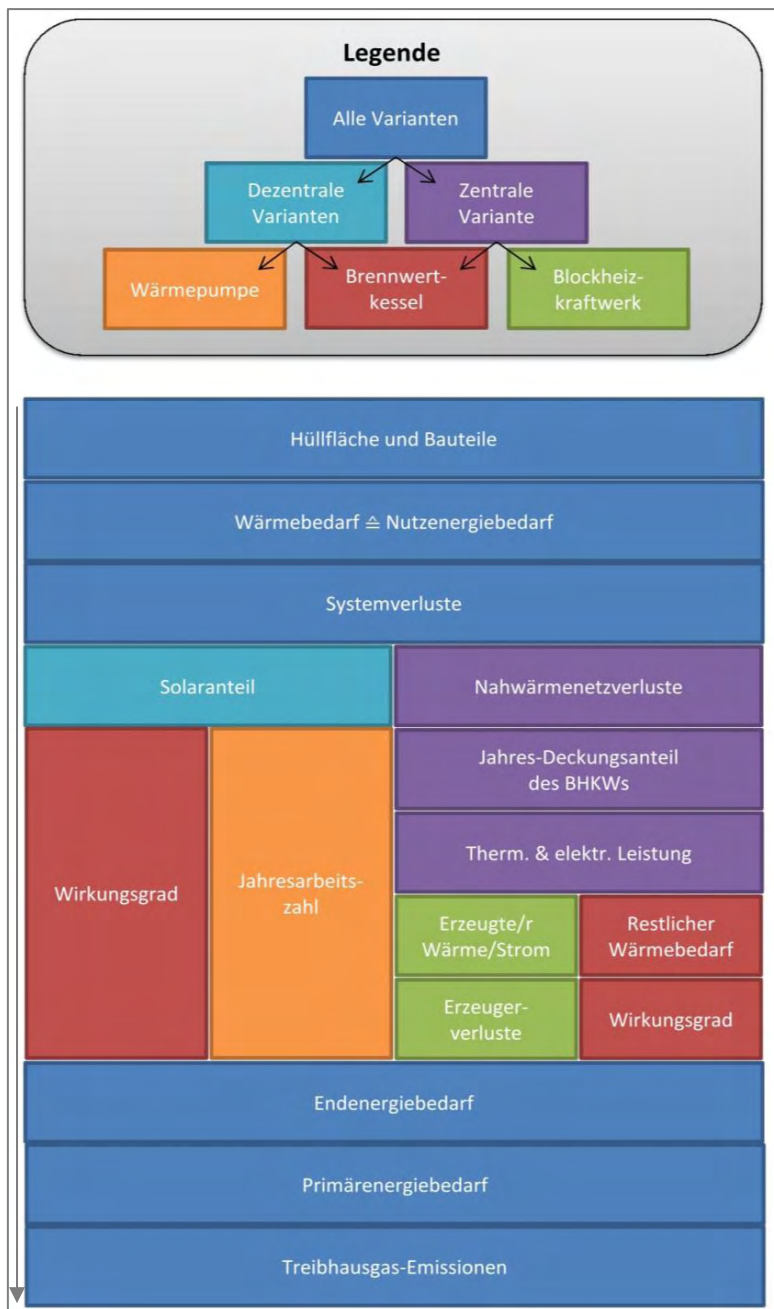 Legende
Alle Varianten
Dezentrale
Varianten
Zentrale
Variante
Wärmepumpe
Brennwert-
kessel
Blockheiz-
kraftwerk
Hüllfläche und Bauteile
Wärmebedarf ≙ Nutzenergiebedarf
Systemverluste
Solaranteil
Nahwärmenetzverluste
Wirkungsgrad
Jahresarbeits-
zahl
Jahres-Deckungsanteil
des BHKWs
Therm. & elektr. Leistung
Erzeugte/r
Wärme/Strom
Restlicher
Wärmebedarf
Erzeuger-
verluste
Wirkungsgrad
Endenergiebedarf
Primärenergiebedarf
Treibhausgas-Emissionen